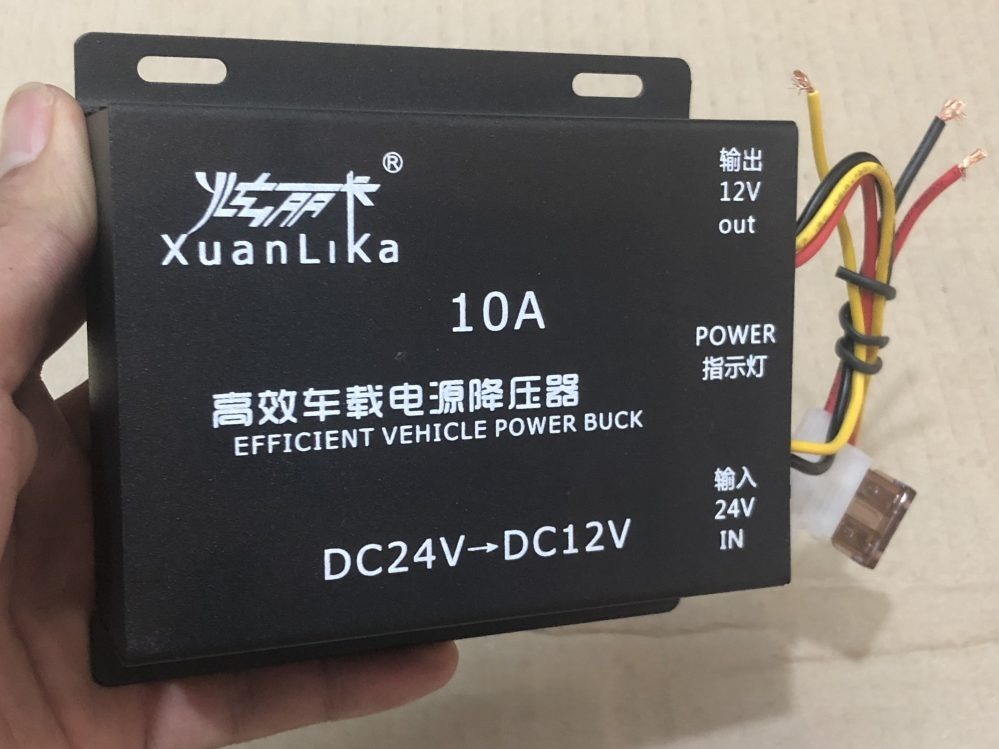 炫丽卡®
XuanLika
10A
高效车载电源降压器
EFFICIENT VEHICLE POWER BUCK
DC24V→DC12V
输出
12V
out
POWER
指示灯
输入
24V
IN